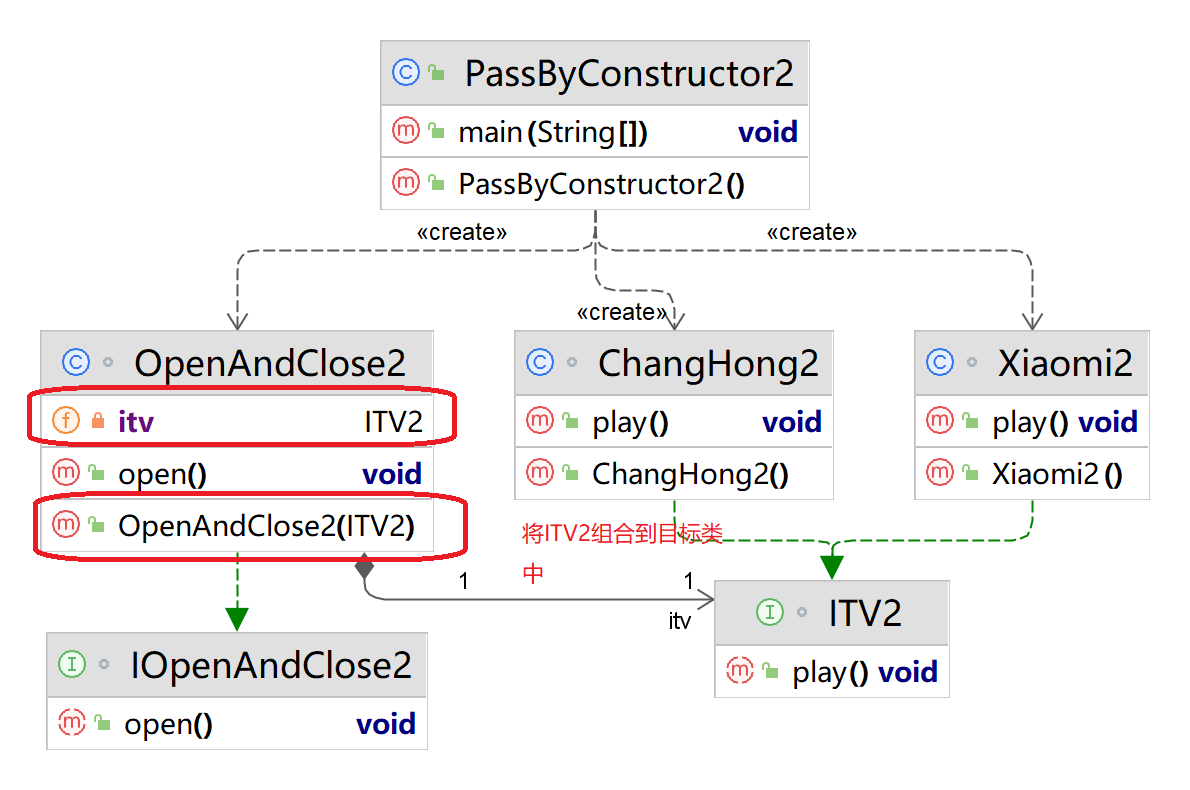 PassByConstructor2
main(String[]) void
PassByConstructor2()
«create» «create»
«create»
OpenAndClose2
itv ITV2
open() void
OpenAndClose2(ITV2)
ChangHong2
play() void
ChangHong2()
Xiaomi2
play() void
Xiaomi2()
将ITV2组合到目标类
中
1 1
itv
IOpenAndClose2
open() void
ITV2
play() void